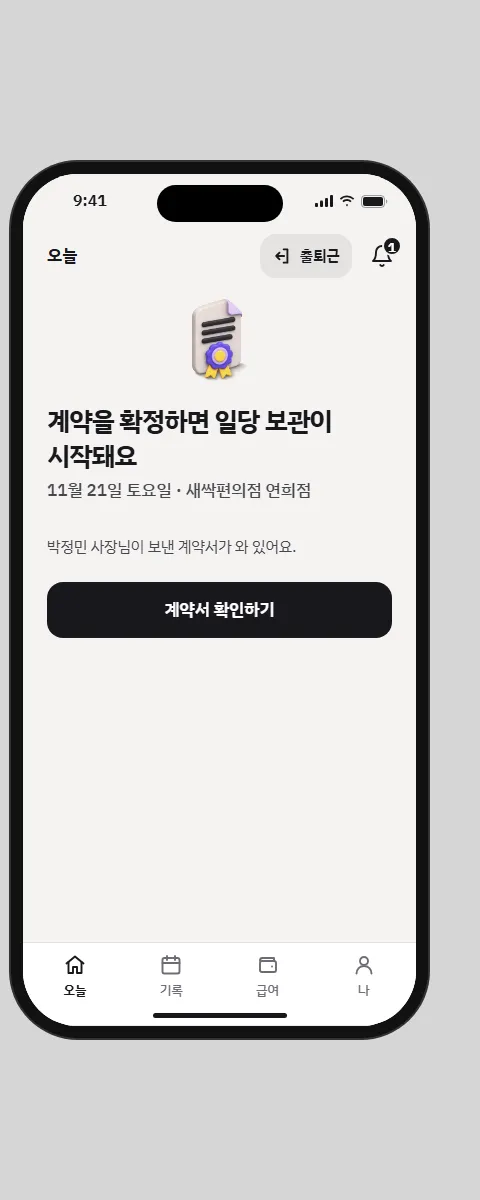 9:41
오늘
출퇴근
1
계약을 확정하면 일당 보관이
시작돼요
11월 21일 토요일 · 새싹편의점 연희점
박정민 사장님이 보낸 계약서가 와 있어요.
계약서 확인하기
오늘
기록
급여
나